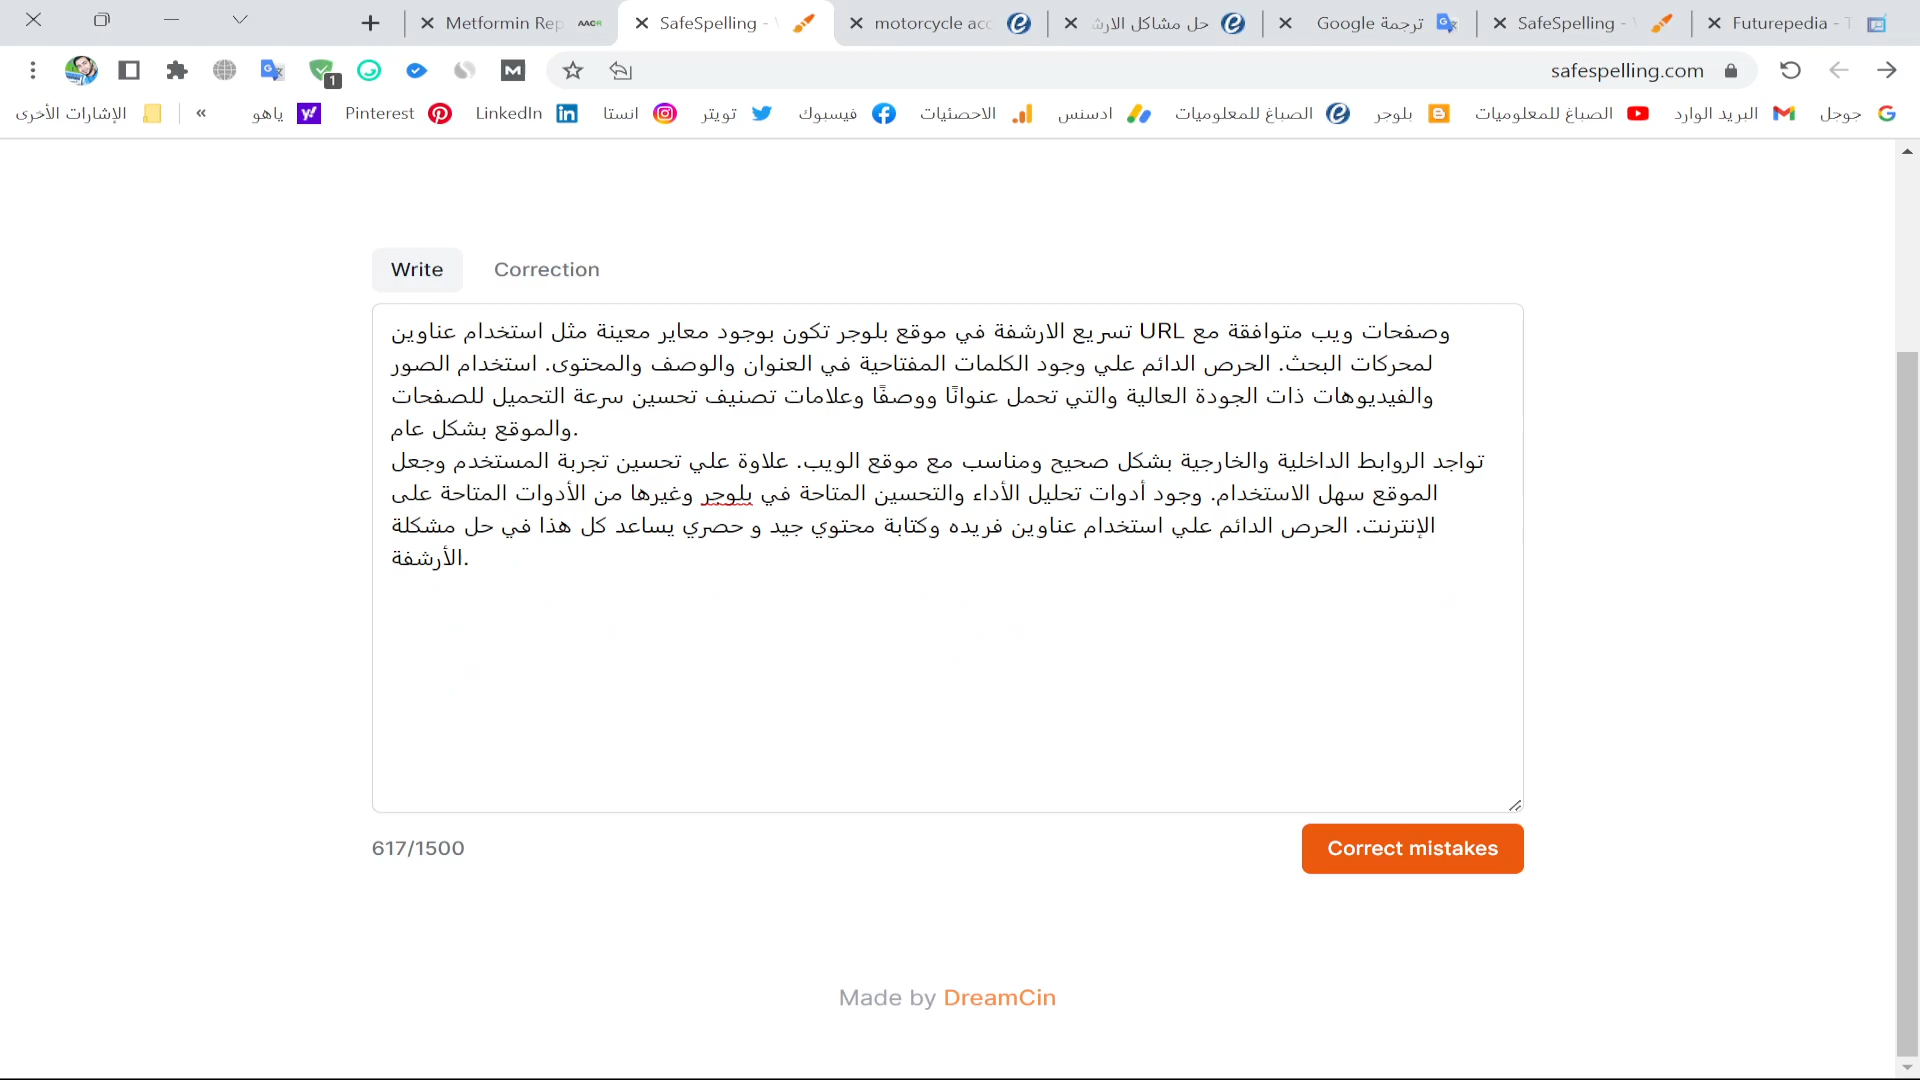 Metformin Rep AACR
SafeSpelling -
motorcycle acc
حل مشاكل الارش
ترجمة Google
SafeSpelling -
Futurepedia - T
1
safespelling.com
جوجل
البريد الوارد
الصباغ للمعلوميات
بلوجر
الصباغ للمعلوميات
ادسنس
الاحصئيات
فيسبوك
تويتر
انستا
LinkedIn
Pinterest
ياهو
»
الإشارات الأخرى
Write
Correction
تسريع الارشفة في موقع بلوجر تكون بوجود معاير معينة مثل استخدام عناوين URL وصفحات ويب متوافقة مع
لمحركات البحث. الحرص الدائم علي وجود الكلمات المفتاحية في العنوان والوصف والمحتوى. استخدام الصور
والفيديوهات ذات الجودة العالية والتي تحمل عنوانًا ووصفًا وعلامات تصنيف تحسين سرعة التحميل للصفحات
والموقع بشكل عام.
تواجد الروابط الداخلية والخارجية بشكل صحيح ومناسب مع موقع الويب. علاوة علي تحسين تجربة المستخدم وجعل
الموقع سهل الاستخدام. وجود أدوات تحليل الأداء والتحسين المتاحة في بلوجر وغيرها من الأدوات المتاحة على
الإنترنت. الحرص الدائم علي استخدام عناوين فريده وكتابة محتوي جيد و حصري يساعد كل هذا في حل مشكلة
الأرشفة.
617/1500
Correct mistakes
Made by DreamCin